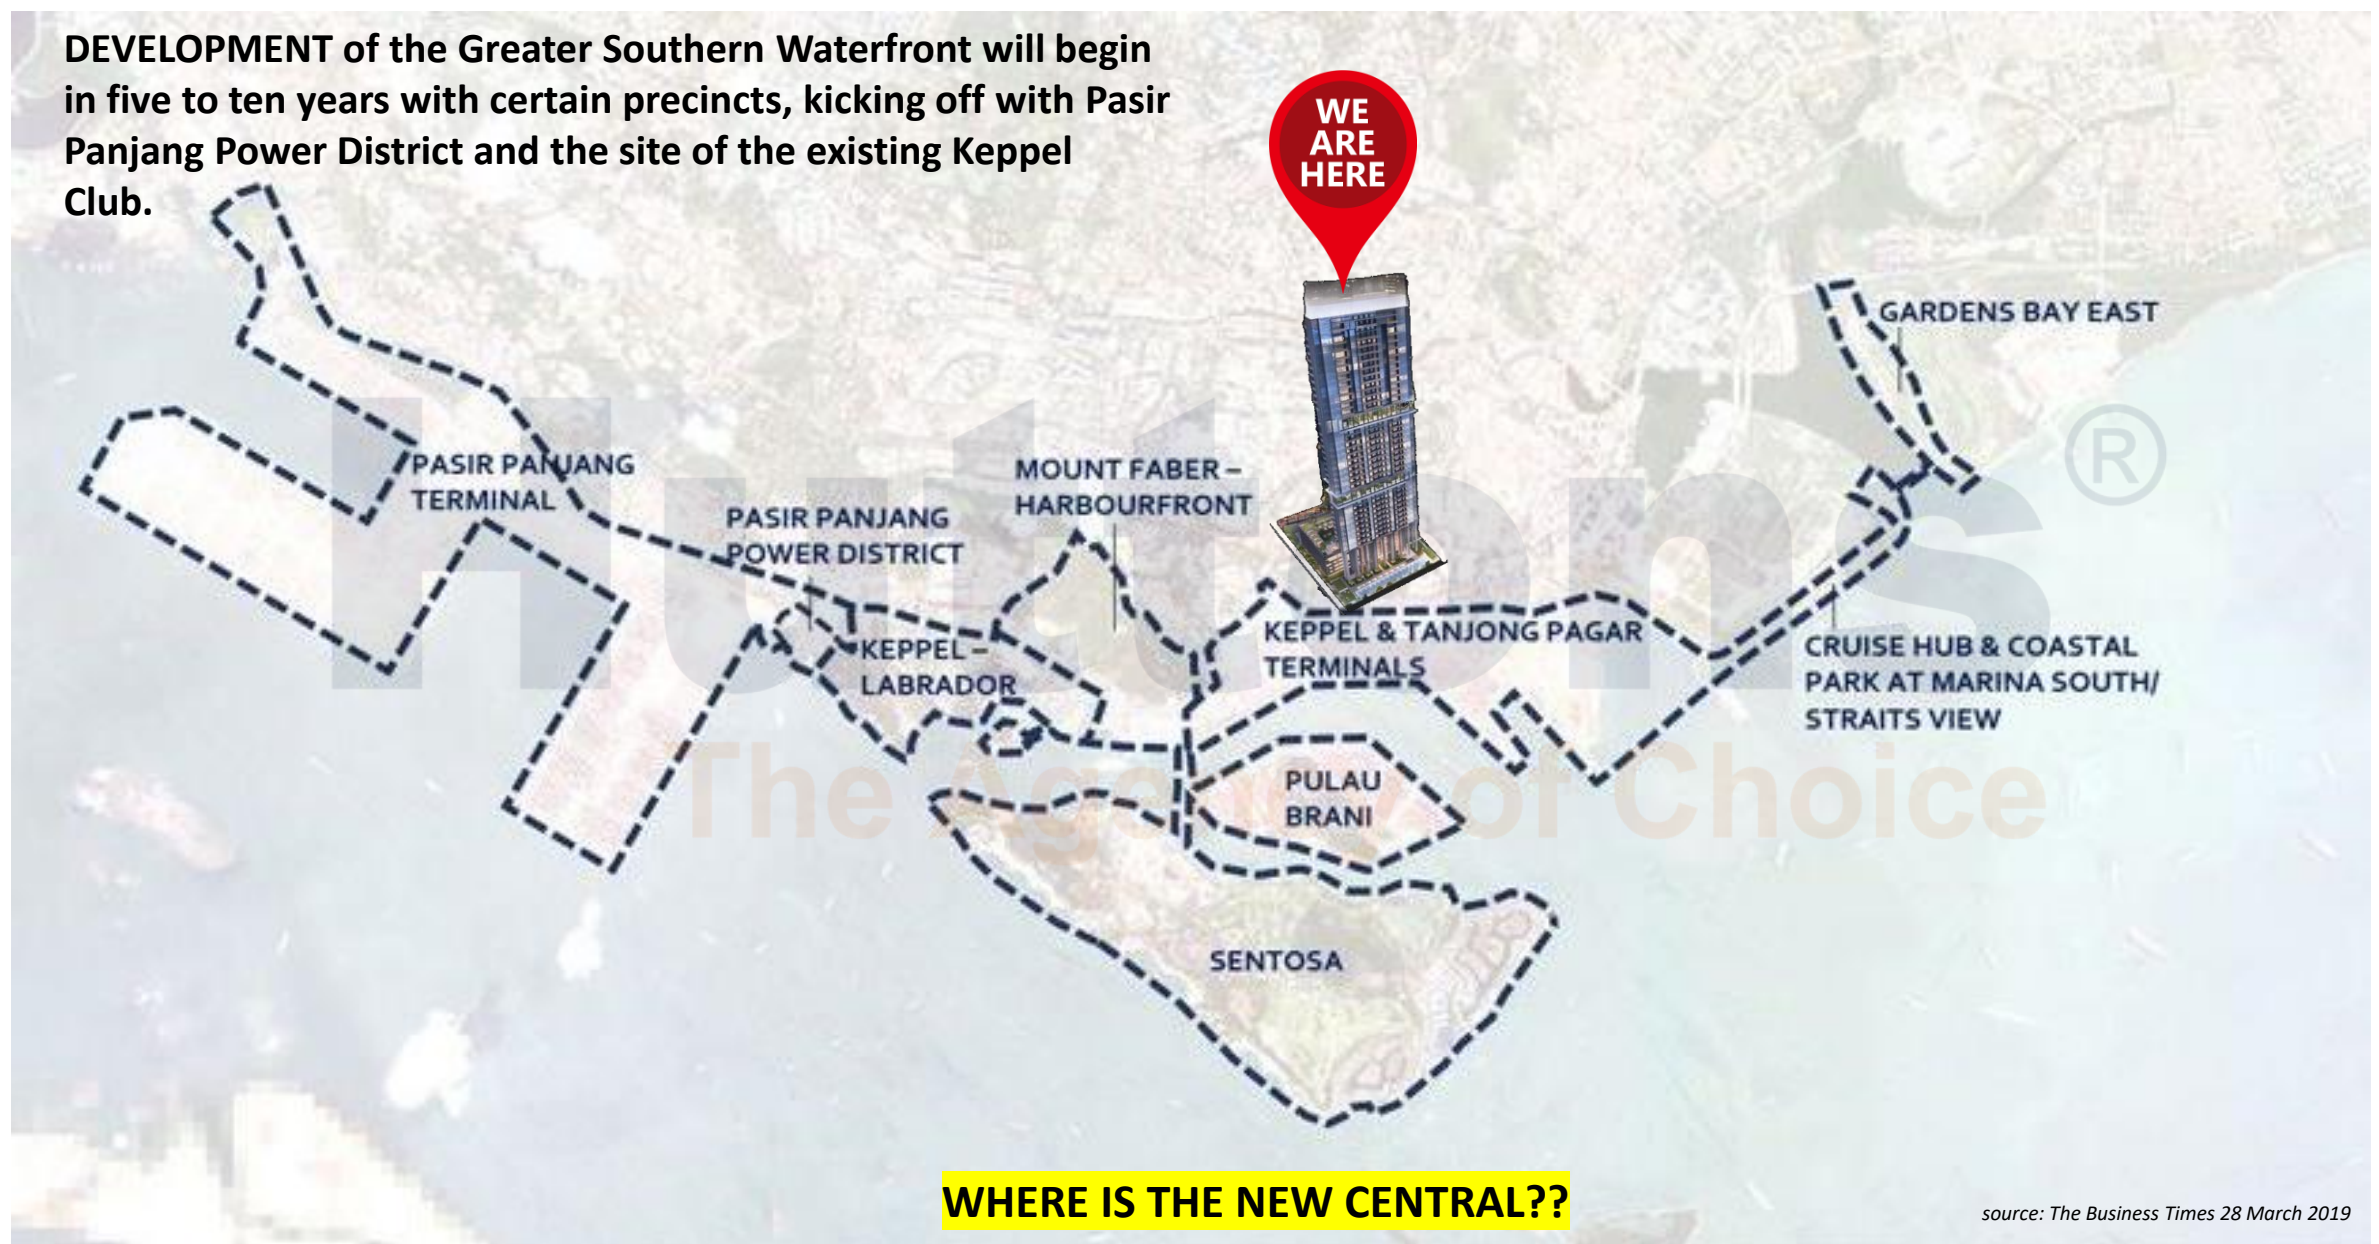 DEVELOPMENT of the Greater Southern Waterfront will begin
in five to ten years with certain precincts, kicking off with Pasir
Panjang Power District and the site of the existing Keppel
Club.
WE
ARE
HERE
GARDENS BAY EAST
PASIR PANJANG
TERMINAL
MOUNT FABER –
HARBOURFRONT
PASIR PANJANG
POWER DISTRICT
KEPPEL –
LABRADOR
KEPPEL & TANJONG PAGAR
TERMINALS
CRUISE HUB & COASTAL
PARK AT MARINA SOUTH/
STRAITS VIEW
PULAU
BRANI
SENTOSA
Huttons®
The Agency of Choice
WHERE IS THE NEW CENTRAL??
source: The Business Times 28 March 2019